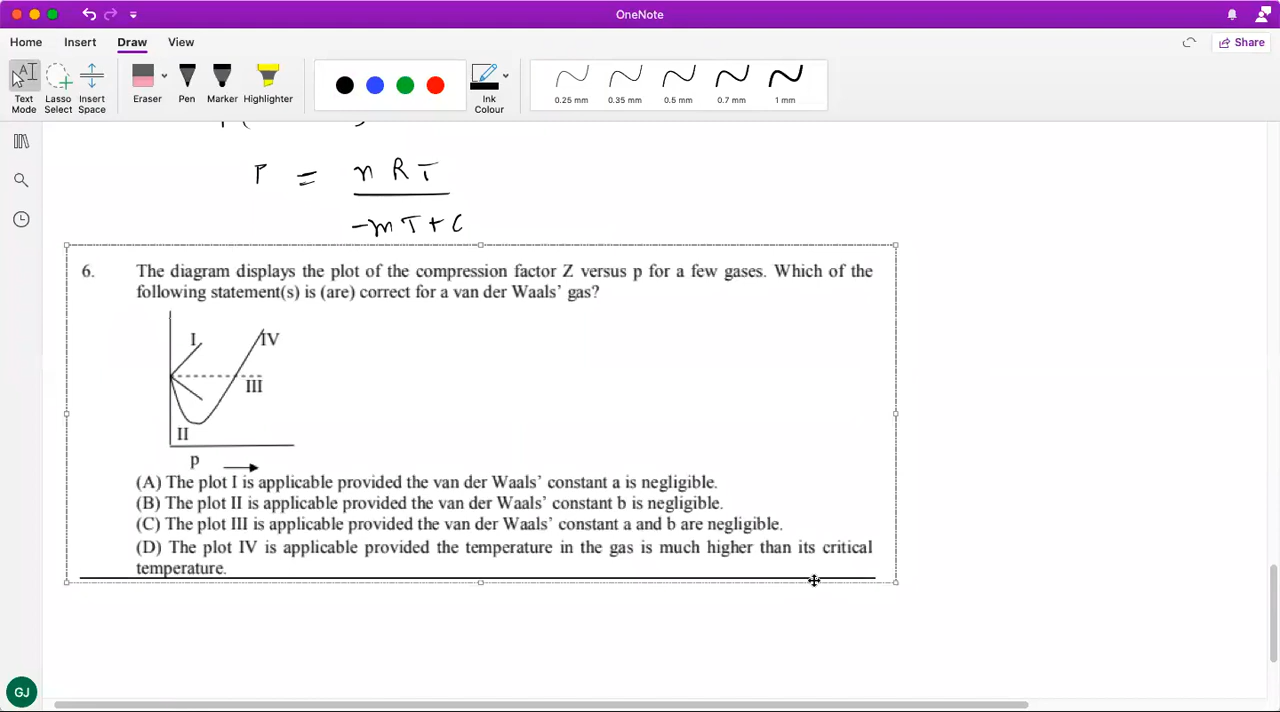 OneNote
Home Insert Draw View
Share
Text Mode
Lasso Select
Insert Space
Eraser
Pen
Marker
Highlighter
Ink Colour
0.25 mm
0.35 mm
0.5 mm
0.7 mm
1 mm
P = n R T
-m T + C
6. The diagram displays the plot of the compression factor Z versus p for a few gases. Which of the
following statement(s) is (are) correct for a van der Waals' gas?
I
IV
III
II
p
(A) The plot I is applicable provided the van der Waals' constant a is negligible.
(B) The plot II is applicable provided the van der Waals' constant b is negligible.
(C) The plot III is applicable provided the van der Waals' constant a and b are negligible.
(D) The plot IV is applicable provided the temperature in the gas is much higher than its critical
temperature.
GJ